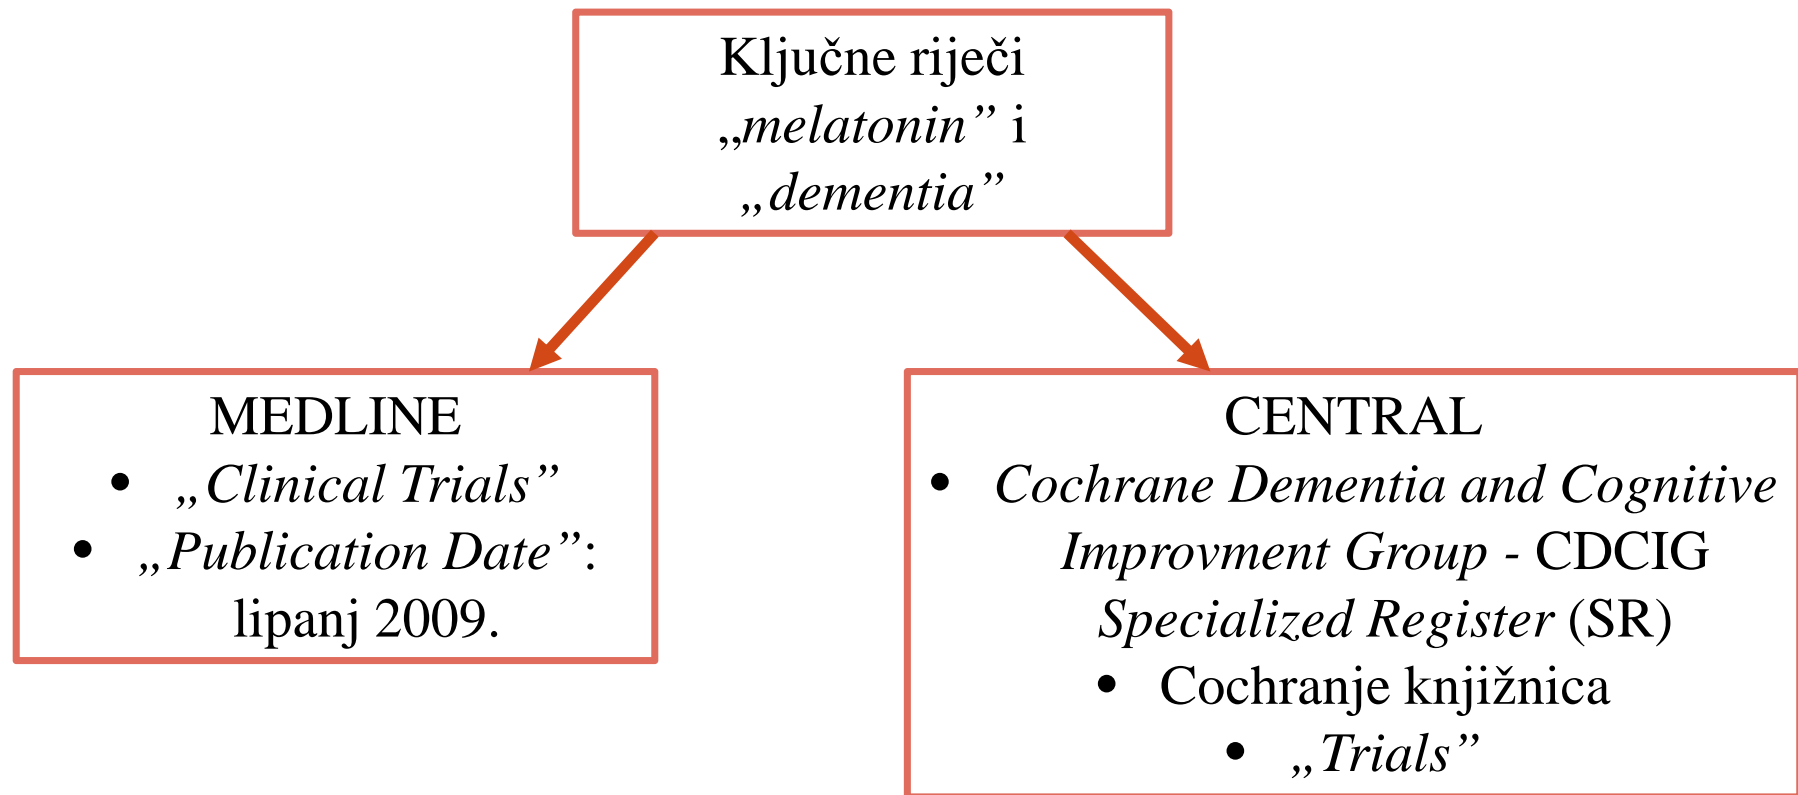 Ključne riječi
„melatonin” i
„dementia”
MEDLINE
• „Clinical Trials”
• „Publication Date”:
lipanj 2009.
CENTRAL
• Cochrane Dementia and Cognitive
Improvment Group - CDCIG
Specialized Register (SR)
• Cochranje knjižnica
• „Trials”